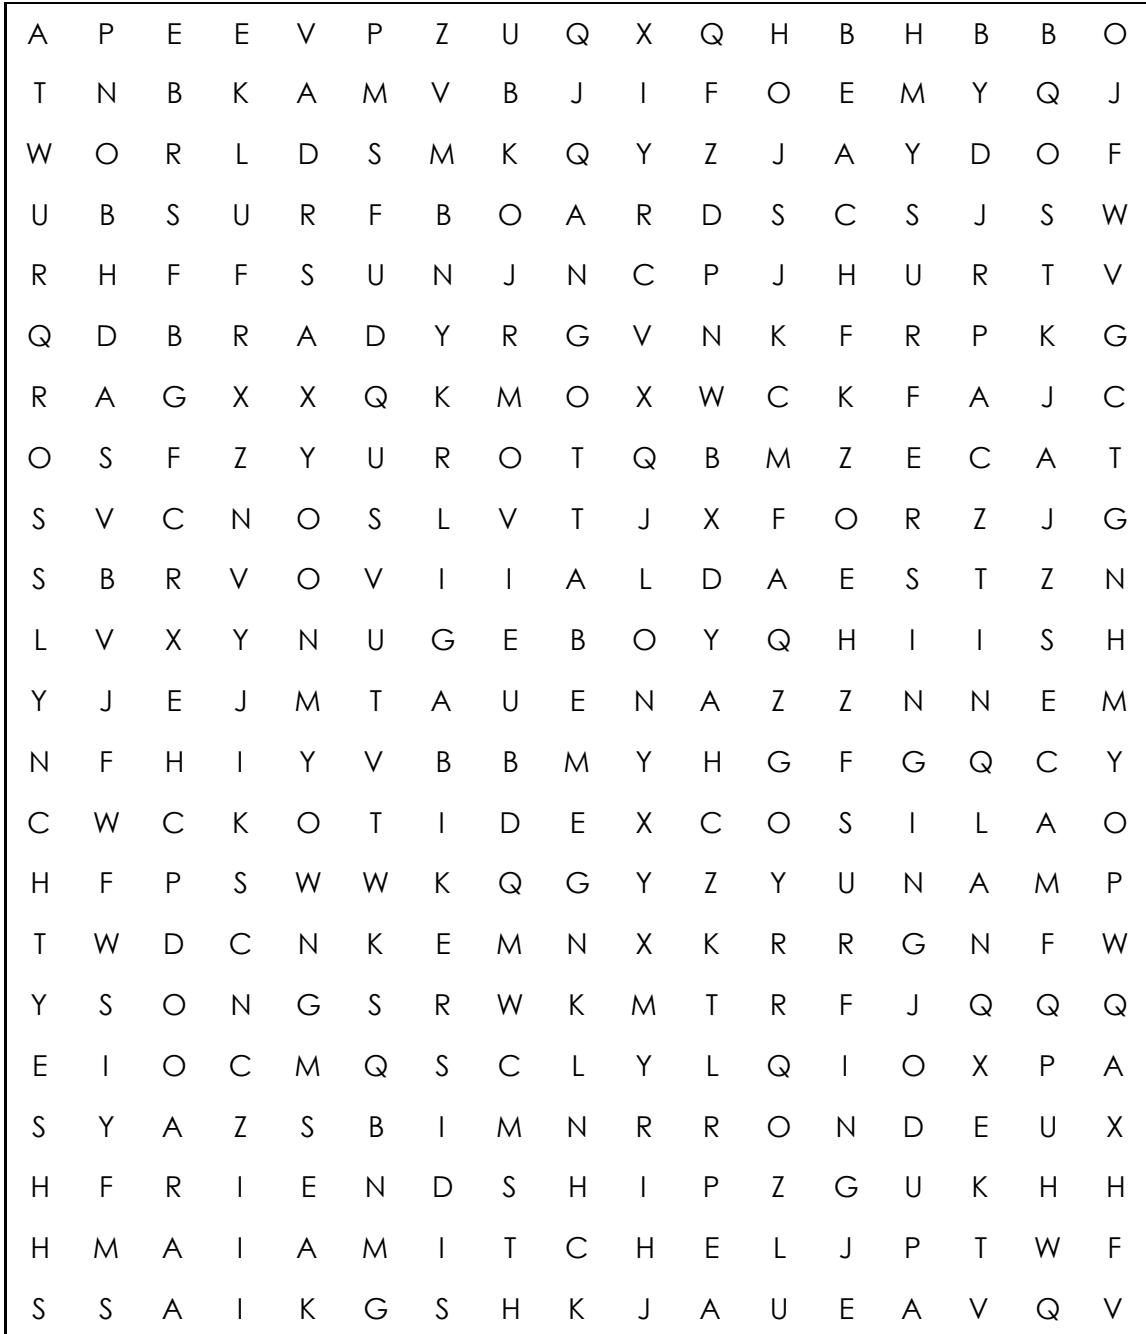 A P E E V P Z U Q X Q H B H B B O
T N B K A M V B J I F O E M Y Q J
W O R L D S M K Q Y Z J A Y D O F
U B S U R F B O A R D S C S J S W
R H F F S U N J N C P J H U R T V
Q D B R A D Y R G V N K F R P K G
R A G X X Q K M O X W C K F A J C
O S F Z Y U R O T Q B M Z E C A T
S V C N O S L V T J X F O R Z J G
S B R V O V I I A L D A E S T Z N
L V X Y N U G E B O Y Q H I I S H
Y J E J M T A U E N A Z Z N N E M
N F H I Y V B B M Y H G F G Q C Y
C W C K O T I D E X C O S I L A O
H F P S W W K Q G Y Z Y U N A M P
T W D C N K E M N X K R R G N F W
Y S O N G S R W K M T R F J Q Q Q
E I O C M Q S C L Y L Q I O X P A
S Y A Z S B I M N R R O N D E U X
H F R I E N D S H I P Z G U K H H
H M A I A M I T C H E L J P T W F
S S A I K G S H K J A U E A V Q V